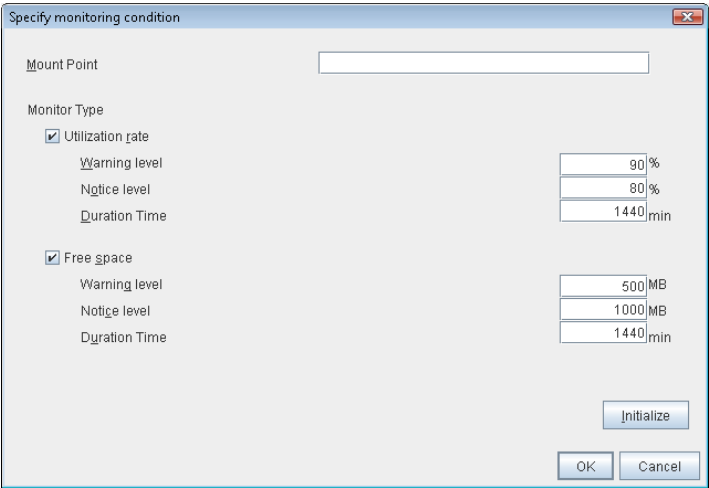 Specify monitoring condition
Mount Point
Monitor Type
Utilization rate
Warning level 90 %
Notice level 80 %
Duration Time 1440 min
Free space
Warning level 500 MB
Notice level 1000 MB
Duration Time 1440 min
Initialize
OK Cancel